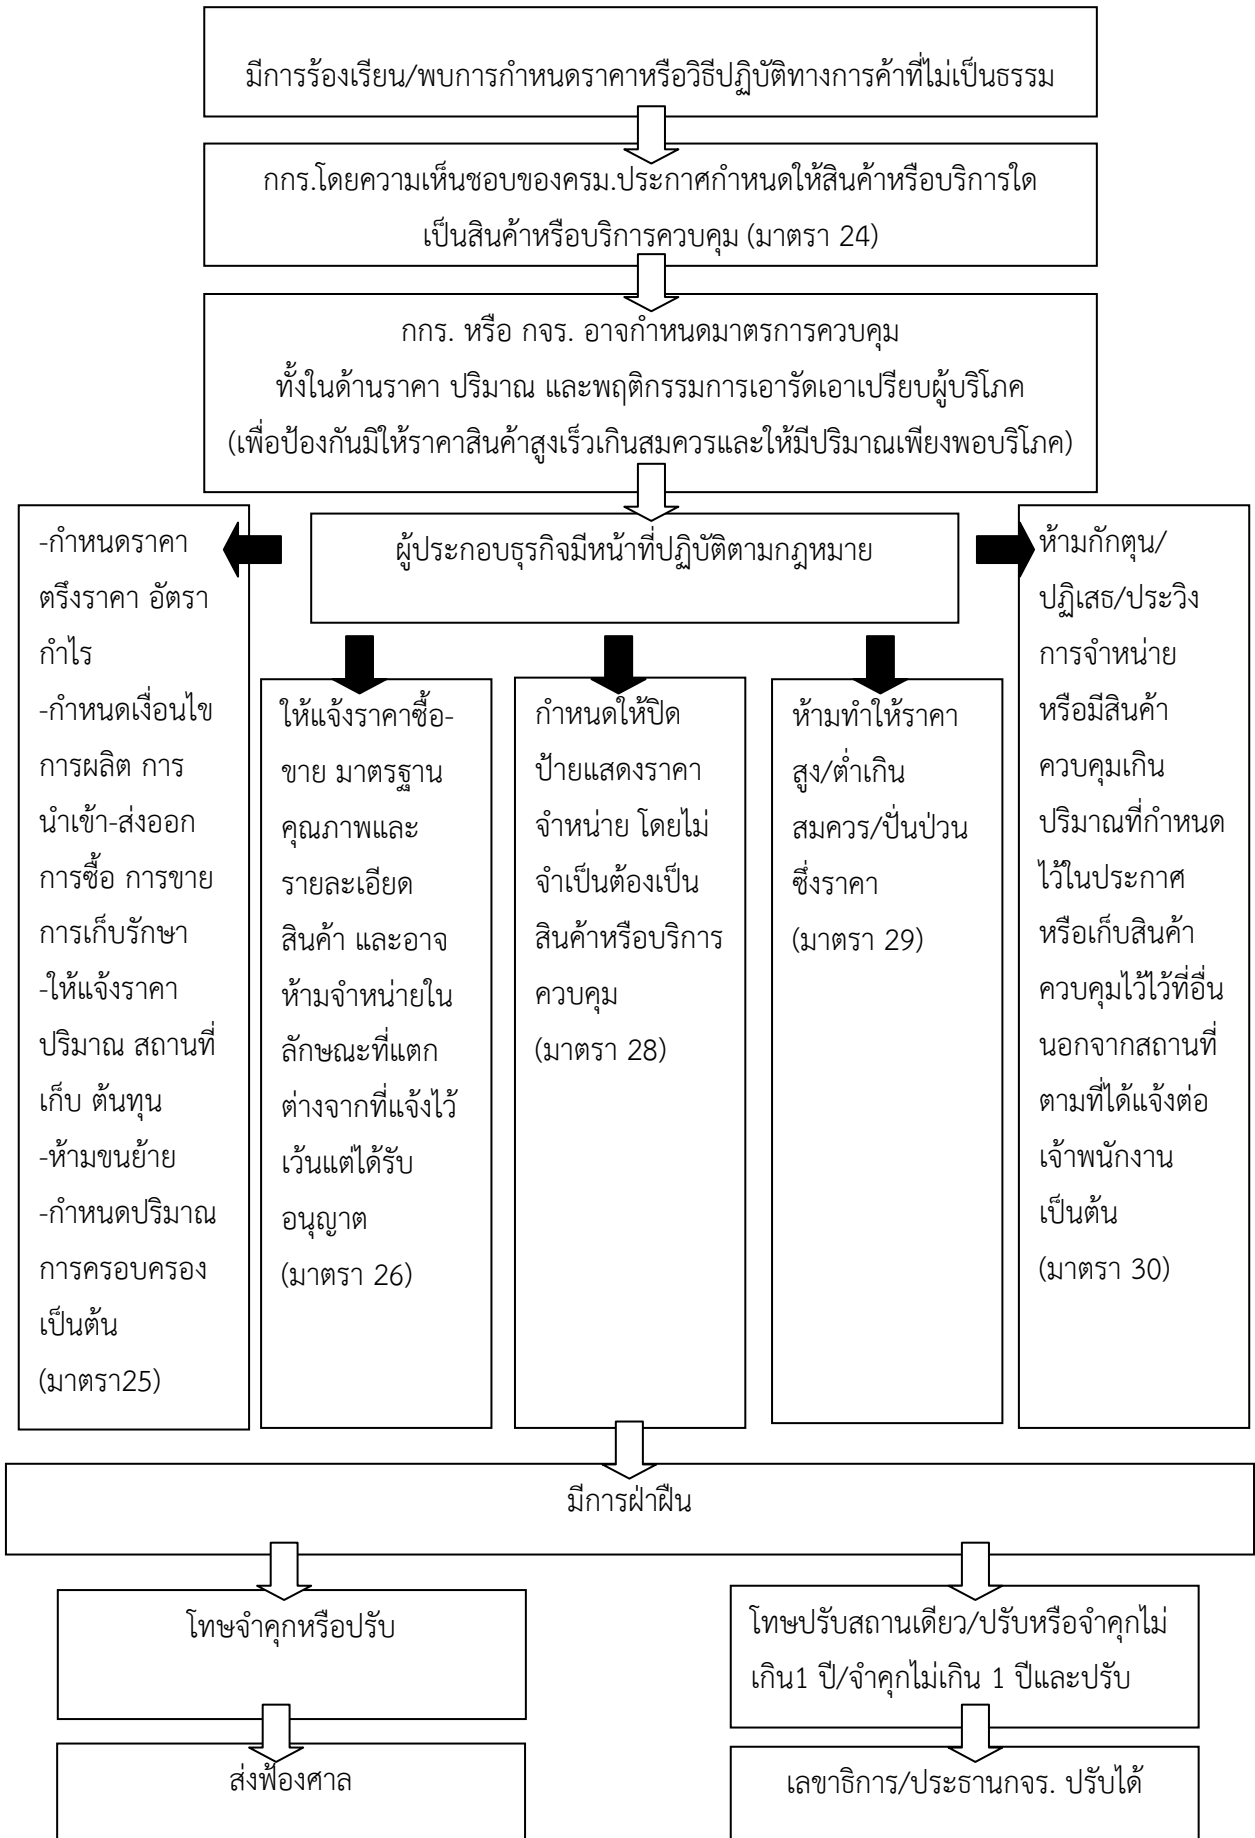 มีการร้องเรียน/พบการกำหนดราคาหรือวิธีปฏิบัติทางการค้าที่ไม่เป็นธรรม
กกร.โดยความเห็นชอบของครม.ประกาศกำหนดให้สินค้าหรือบริการใด
เป็นสินค้าหรือบริการควบคุม (มาตรา 24)
กกร. หรือ กจร. อาจกำหนดมาตรการควบคุม
ทั้งในด้านราคา ปริมาณ และพฤติกรรมการเอารัดเอาเปรียบผู้บริโภค
(เพื่อป้องกันมิให้ราคาสินค้าสูงเร็วเกินสมควรและให้มีปริมาณเพียงพอบริโภค)
ผู้ประกอบธุรกิจมีหน้าที่ปฏิบัติตามกฎหมาย
-กำหนดราคา
ตรึงราคา อัตรา
กำไร
-กำหนดเงื่อนไข
การผลิต การ
นำเข้า-ส่งออก
การซื้อ การขาย
การเก็บรักษา
-ให้แจ้งราคา
ปริมาณ สถานที่
เก็บ ต้นทุน
-ห้ามขนย้าย
-กำหนดปริมาณ
การครอบครอง
เป็นต้น
(มาตรา25)
ให้แจ้งราคาซื้อ-
ขาย มาตรฐาน
คุณภาพและ
รายละเอียด
สินค้า และอาจ
ห้ามจำหน่ายใน
ลักษณะที่แตก
ต่างจากที่แจ้งไว้
เว้นแต่ได้รับ
อนุญาต
(มาตรา 26)
กำหนดให้ปิด
ป้ายแสดงราคา
จำหน่าย โดยไม่
จำเป็นต้องเป็น
สินค้าหรือบริการ
ควบคุม
(มาตรา 28)
ห้ามทำให้ราคา
สูง/ต่ำเกิน
สมควร/ปั่นป่วน
ซึ่งราคา
(มาตรา 29)
ห้ามกักตุน/
ปฏิเสธ/ประวิง
การจำหน่าย
หรือมีสินค้า
ควบคุมเกิน
ปริมาณที่กำหนด
ไว้ในประกาศ
หรือเก็บสินค้า
ควบคุมไว้ไว้ที่อื่น
นอกจากสถานที่
ตามที่ได้แจ้งต่อ
เจ้าพนักงาน
เป็นต้น
(มาตรา 30)
มีการฝ่าฝืน
โทษจำคุกหรือปรับ
ส่งฟ้องศาล
โทษปรับสถานเดียว/ปรับหรือจำคุกไม่
เกิน1 ปี/จำคุกไม่เกิน 1 ปีและปรับ
เลขาธิการ/ประธานกจร. ปรับได้